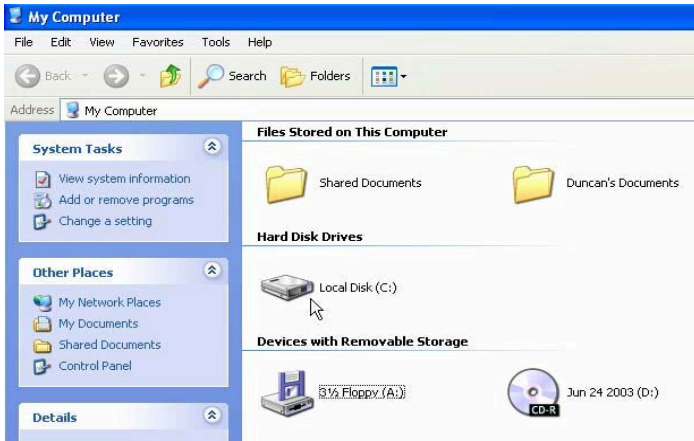 My Computer
File Edit View Favorites Tools Help
Back Search Folders
Address My Computer
System Tasks
View system information
Add or remove programs
Change a setting
Other Places
My Network Places
My Documents
Shared Documents
Control Panel
Details
Files Stored on This Computer
Shared Documents Duncan's Documents
Hard Disk Drives
Local Disk (C:)
Devices with Removable Storage
3½ Floppy (A:) Jun 24 2003 (D:)
CD-R